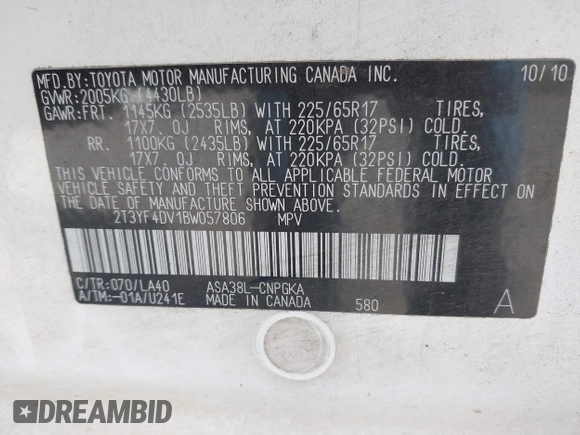 MFD.BY:TOYOTA MOTOR MANUFACTURING CANADA INC. 10/10
GVWR:2005KG (4430LB)
GAWR:FRT. 1145KG (2535LB) WITH 225/65R17 TIRES,
17X7.0J RIMS, AT 220KPA (32PSI) COLD.
RR. 1100KG (2435LB) WITH 225/65R17 TIRES,
17X7.0J RIMS, AT 220KPA (32PSI) COLD.
THIS VEHICLE CONFORMS TO ALL APPLICABLE FEDERAL MOTOR
VEHICLE SAFETY AND THEFT PREVENTION STANDARDS IN EFFECT ON
THE DATE OF MANUFACTURE SHOWN ABOVE.
2T3YF4DV1BW057806 MPV
C/TR:070/LA40 ASA38L-CNPGKA
A/TM:-01A/U241E MADE IN CANADA 580 A
DREAMBID